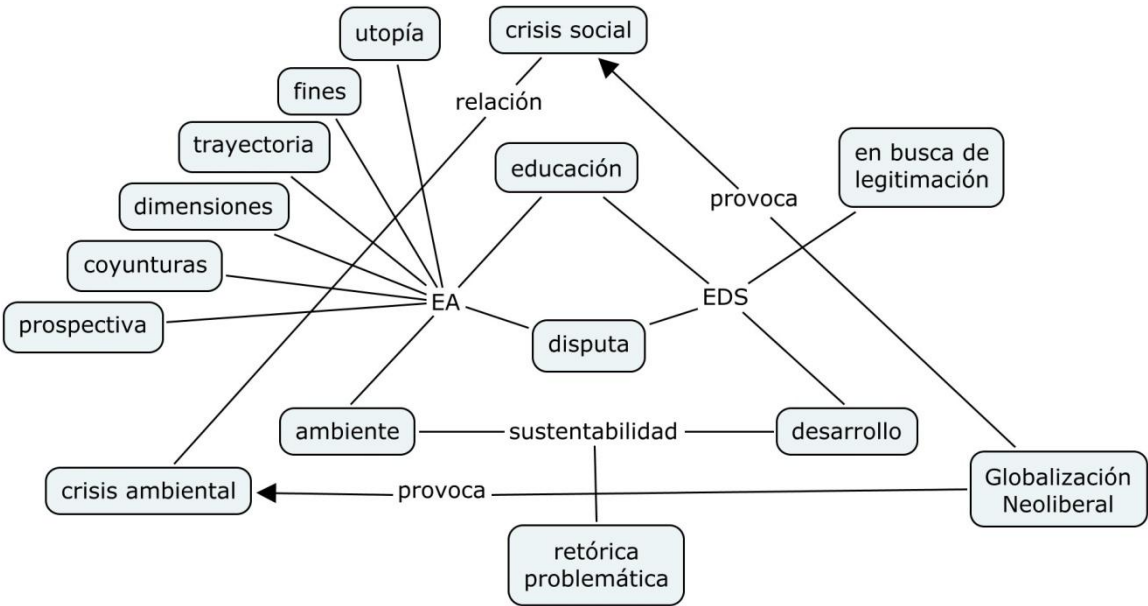 utopía
crisis social
fines
relación
trayectoria
educación
en busca de
legitimación
dimensiones
provoca
coyunturas
EA
EDS
prospectiva
disputa
ambiente
sustentabilidad
desarrollo
crisis ambiental
provoca
Globalización
Neoliberal
retórica
problemática